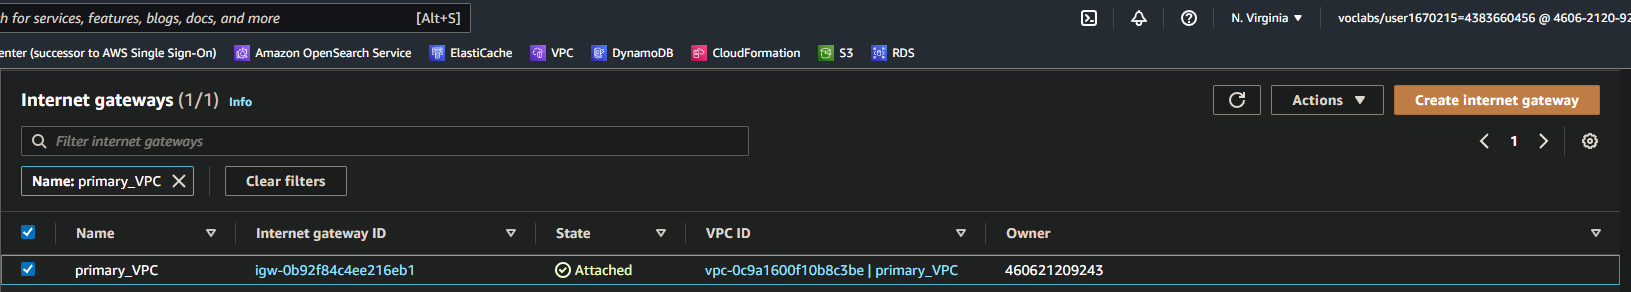 h for services, features, blogs, docs, and more [Alt+S] N. Virginia ▼ voclabs/user1670215=4383660456 @ 4606-2120-92
enter (successor to AWS Single Sign-On) Amazon OpenSearch Service ElastiCache VPC DynamoDB CloudFormation S3 RDS
Internet gateways (1/1) Info Actions ▼ Create internet gateway
Filter internet gateways 1
Name: primary_VPC Clear filters
Name Internet gateway ID State VPC ID Owner
primary_VPC igw-0b92f84c4ee216eb1 Attached vpc-0c9a1600f10b8c3be | primary_VPC 460621209243